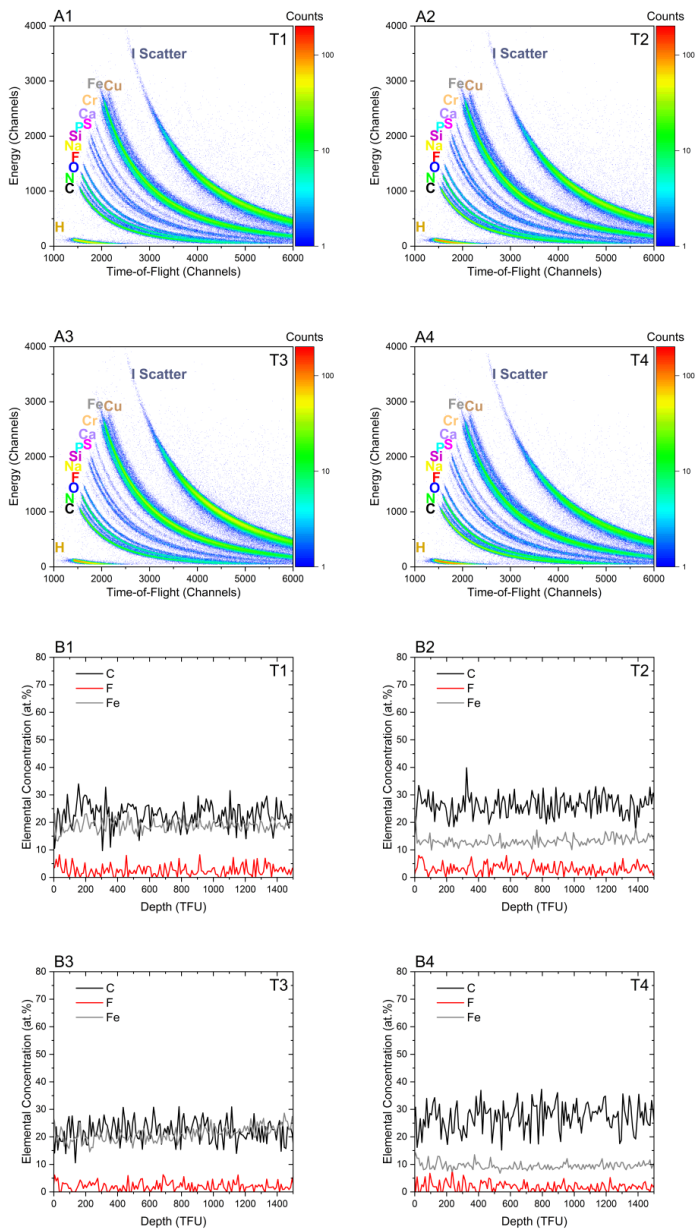 A1
T1
Counts
Energy (Channels)
4000
3000
2000
1000
0
1000
2000
3000
4000
5000
6000
Time-of-Flight (Channels)
I Scatter
Fe Cu
Cr
Ca
P S
Si
Na
F
O
N
C
H
100
10
1
A2
T2
Counts
Energy (Channels)
4000
3000
2000
1000
0
1000
2000
3000
4000
5000
6000
Time-of-Flight (Channels)
I Scatter
Fe Cu
Cr
Ca
P S
Si
Na
F
O
N
C
H
100
10
1
A3
T3
Counts
Energy (Channels)
4000
3000
2000
1000
0
1000
2000
3000
4000
5000
6000
Time-of-Flight (Channels)
I Scatter
Fe Cu
Cr
Ca
P S
Si
Na
F
O
N
C
H
100
10
1
A4
T4
Counts
Energy (Channels)
4000
3000
2000
1000
0
1000
2000
3000
4000
5000
6000
Time-of-Flight (Channels)
I Scatter
Fe Cu
Cr
Ca
P S
Si
Na
F
O
N
C
H
100
10
1
B1
T1
Elemental Concentration (at.%)
80
70
60
50
40
30
20
10
0
C
F
Fe
0 200 400 600 800 1000 1200 1400
Depth (TFU)
B2
T2
Elemental Concentration (at.%)
80
70
60
50
40
30
20
10
0
C
F
Fe
0 200 400 600 800 1000 1200 1400
Depth (TFU)
B3
T3
Elemental Concentration (at.%)
80
70
60
50
40
30
20
10
0
C
F
Fe
0 200 400 600 800 1000 1200 1400
Depth (TFU)
B4
T4
Elemental Concentration (at.%)
80
70
60
50
40
30
20
10
0
C
F
Fe
0 200 400 600 800 1000 1200 1400
Depth (TFU)